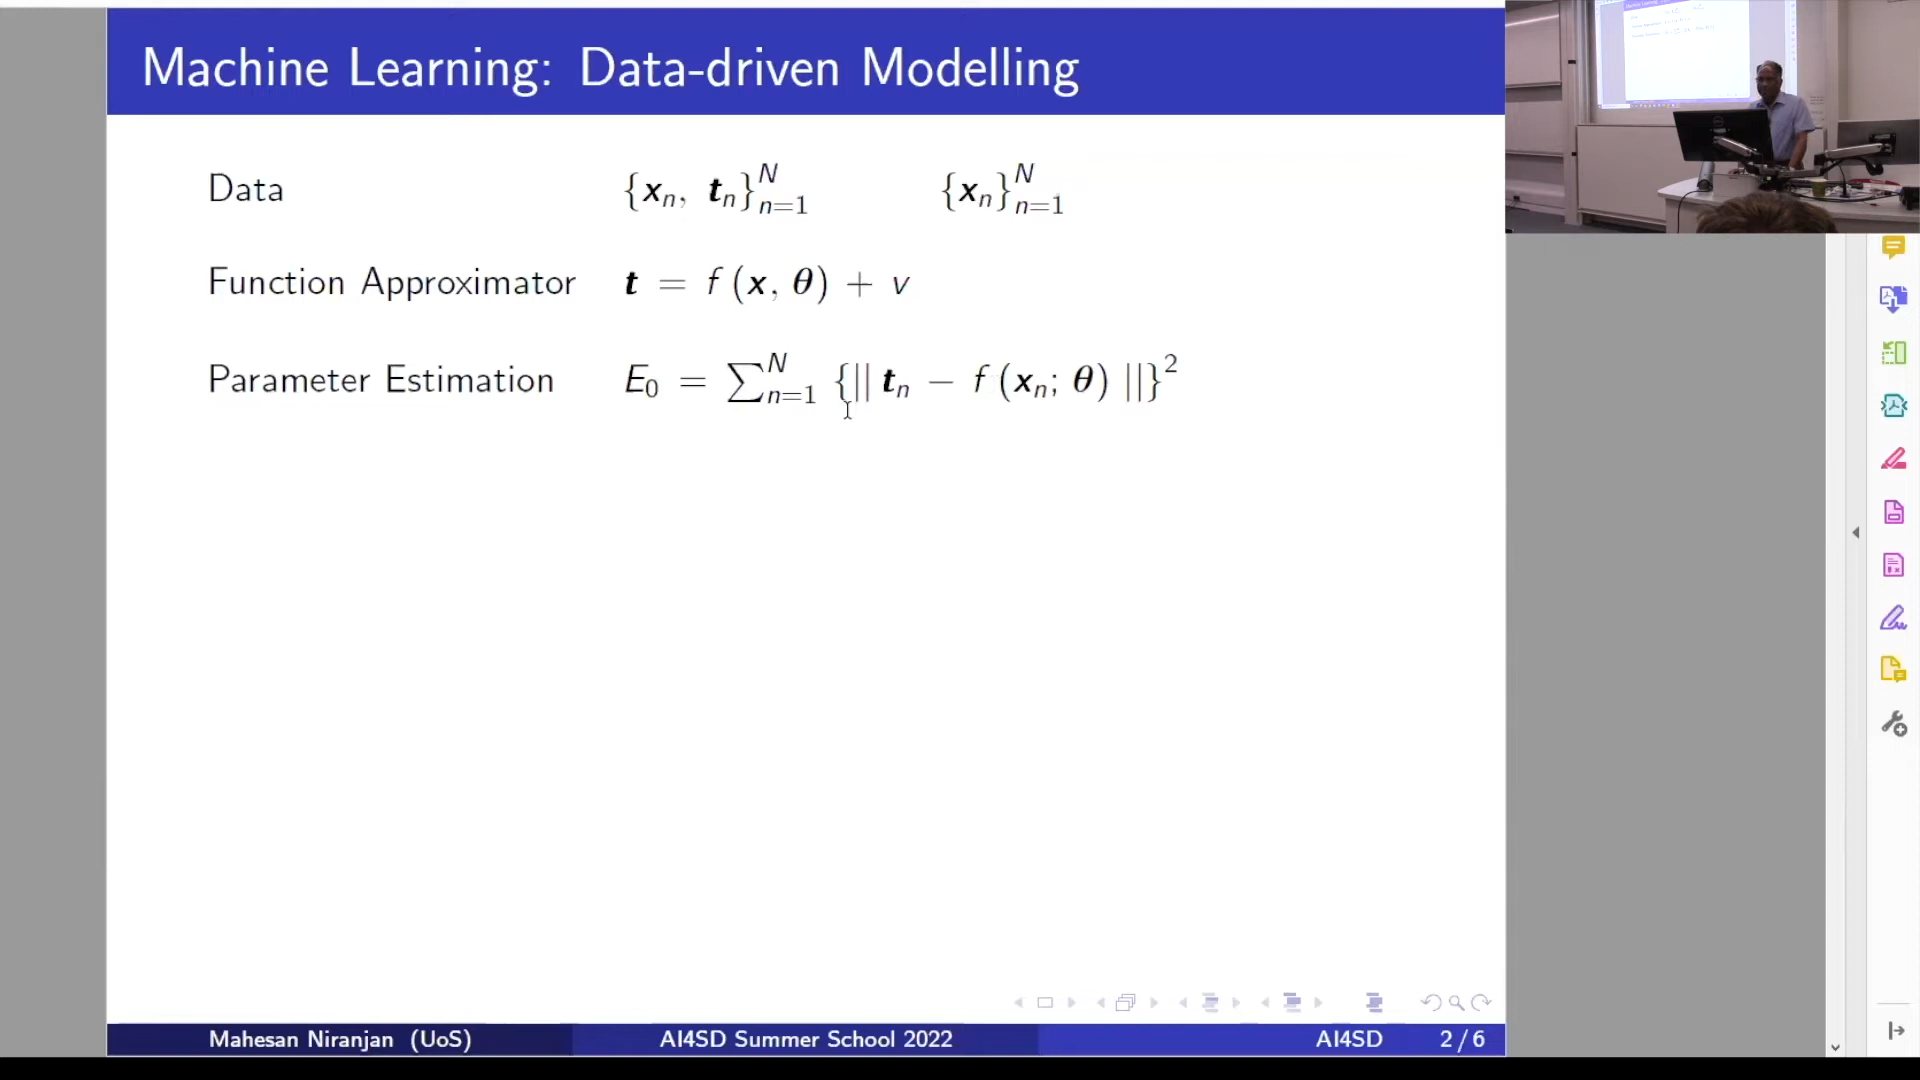 Machine Learning: Data-driven Modelling
Data {xₙ, tₙ}ᴺₙ₌₁ {xₙ}ᴺₙ₌₁
Function Approximator t = f (x, θ) + v
Parameter Estimation E₀ = ∑ᴺₙ₌₁ {|| tₙ − f (xₙ; θ) ||}²
Mahesan Niranjan (UoS) AI4SD Summer School 2022 AI4SD 2 / 6